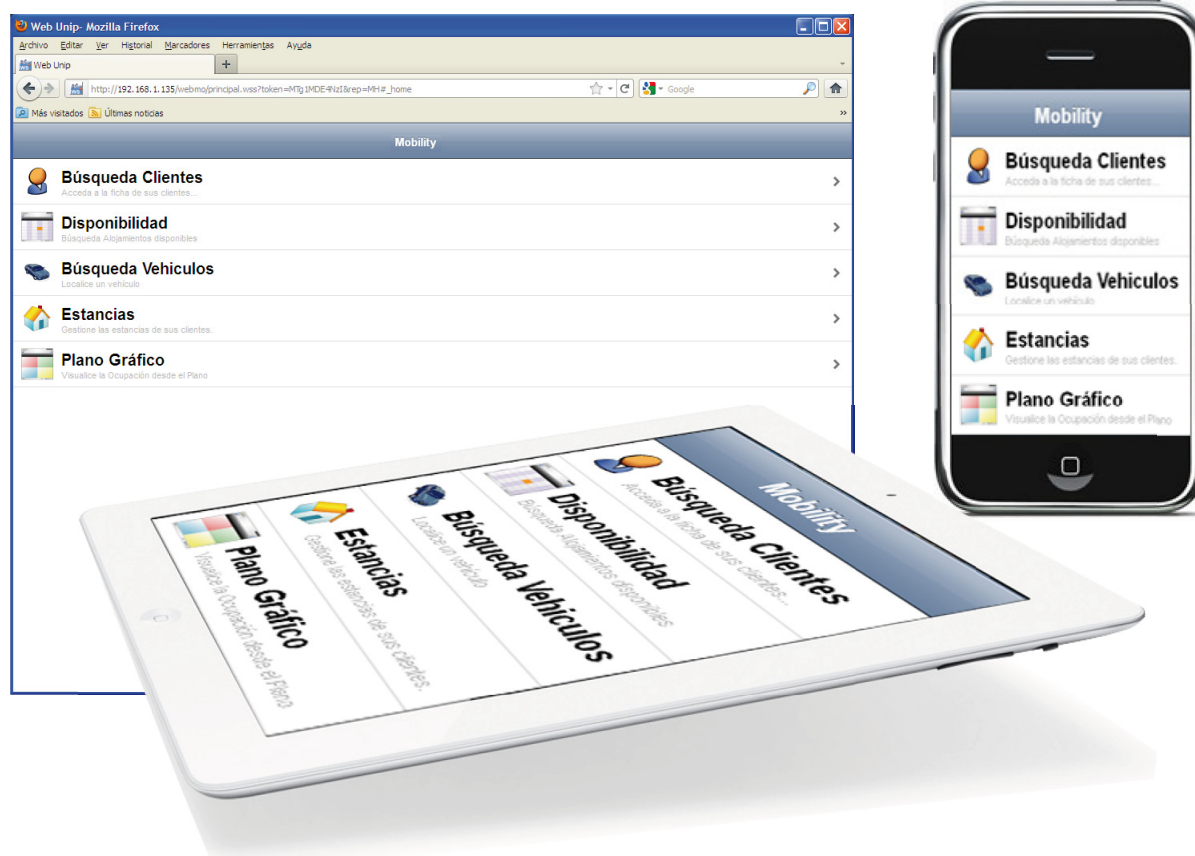 Web Unip- Mozilla Firefox
Archivo Editar Ver Historial Marcadores Herramientas Ayuda
Web Unip
http://192.168.1.135/webmo/principal.wss?token=MTg1MDE4NzI&rep=MH#_home
Google
Más visitados Últimas noticias
Mobility
Búsqueda Clientes
Acceda a la ficha de sus clientes...
Disponibilidad
Búsqueda Alojamientos disponibles
Búsqueda Vehiculos
Localice un vehículo
Estancias
Gestione las estancias de sus clientes.
Plano Gráfico
Visualice la Ocupación desde el Plano
Mobility
Búsqueda Clientes
Acceda a la ficha de sus clientes...
Disponibilidad
Búsqueda Alojamientos disponibles
Búsqueda Vehiculos
Localice un vehículo
Estancias
Gestione las estancias de sus clientes.
Plano Gráfico
Visualice la Ocupación desde el Plano
Mobility
Búsqueda Clientes
Acceda a la ficha de sus clientes...
Disponibilidad
Búsqueda Alojamientos disponibles
Búsqueda Vehiculos
Localice un vehículo
Estancias
Gestione las estancias de sus clientes.
Plano Gráfico
Visualice la Ocupación desde el Plano